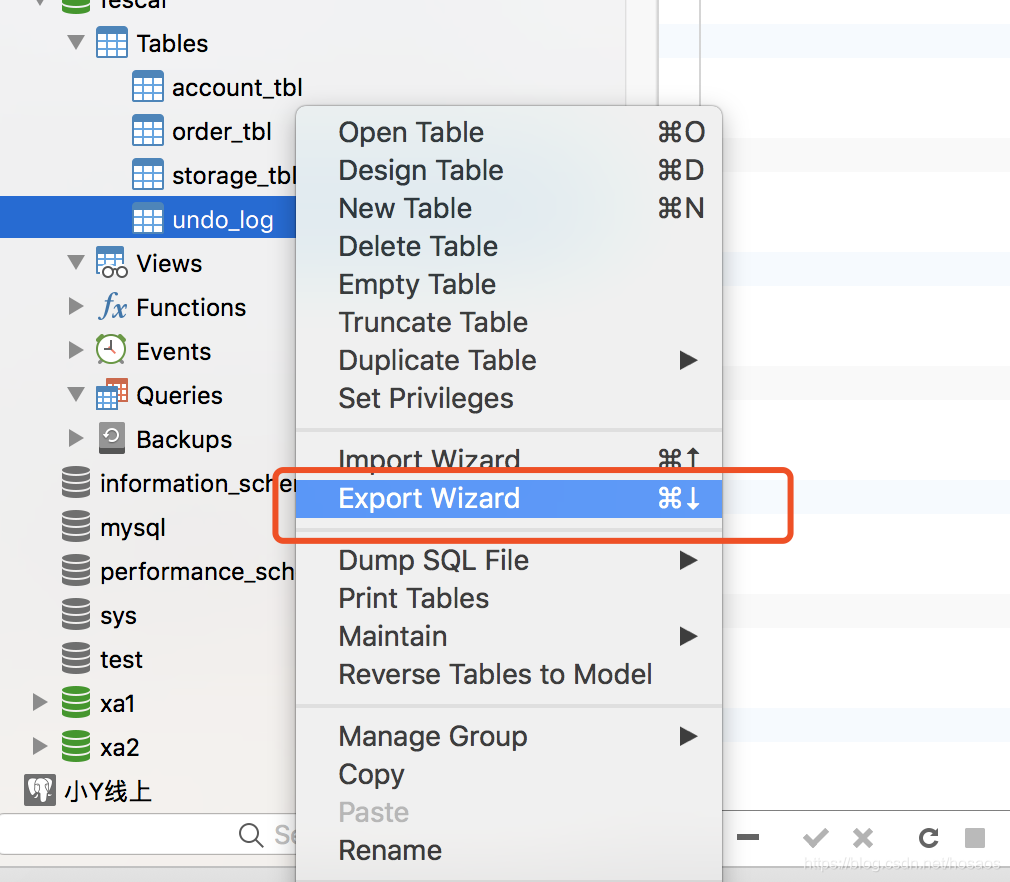 fescar
Tables
account_tbl
order_tbl
storage_tbl
undo_log
Views
Functions
Events
Queries
Backups
information_scher
mysql
performance_sch
sys
test
xa1
xa2
小Y线上
Se
Open Table ⌘O
Design Table ⌘D
New Table ⌘N
Delete Table
Empty Table
Truncate Table
Duplicate Table ▶
Set Privileges
Import Wizard ⌘↑
Export Wizard ⌘↓
Dump SQL File ▶
Print Tables
Maintain ▶
Reverse Tables to Model
Manage Group ▶
Copy
Paste
Rename
https://blog.csdn.net/hosaos